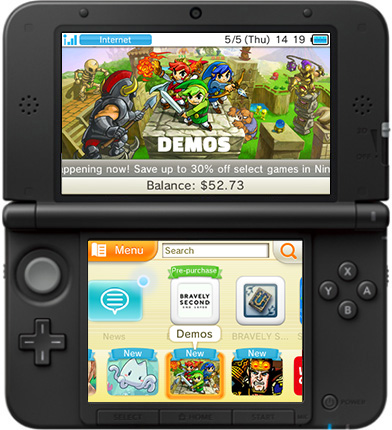 Internet 5/5 (Thu) 14 19
DEMOS
appening now! Save up to 30% off select games in Nin
Balance: $52.73
Menu Search
Pre-purchase
BRAVELY
SECOND
END LAYER
News
BRAVELY S...
Demos
New New New
X
Y A
B
POWER
SELECT HOME START